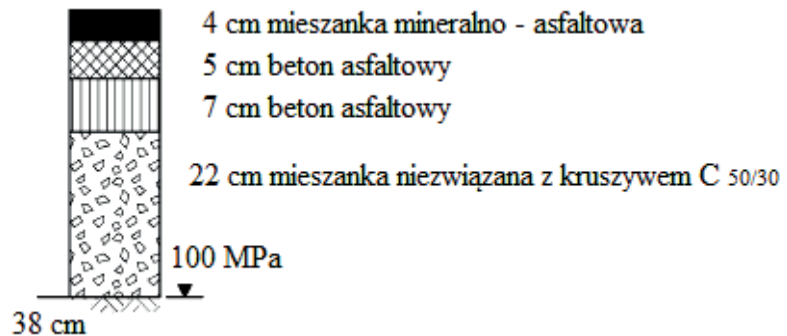 4 cm mieszanka mineralno - asfaltowa
5 cm beton asfaltowy
7 cm beton asfaltowy
22 cm mieszanka niezwiązana z kruszywem C 50/30
100 MPa
38 cm